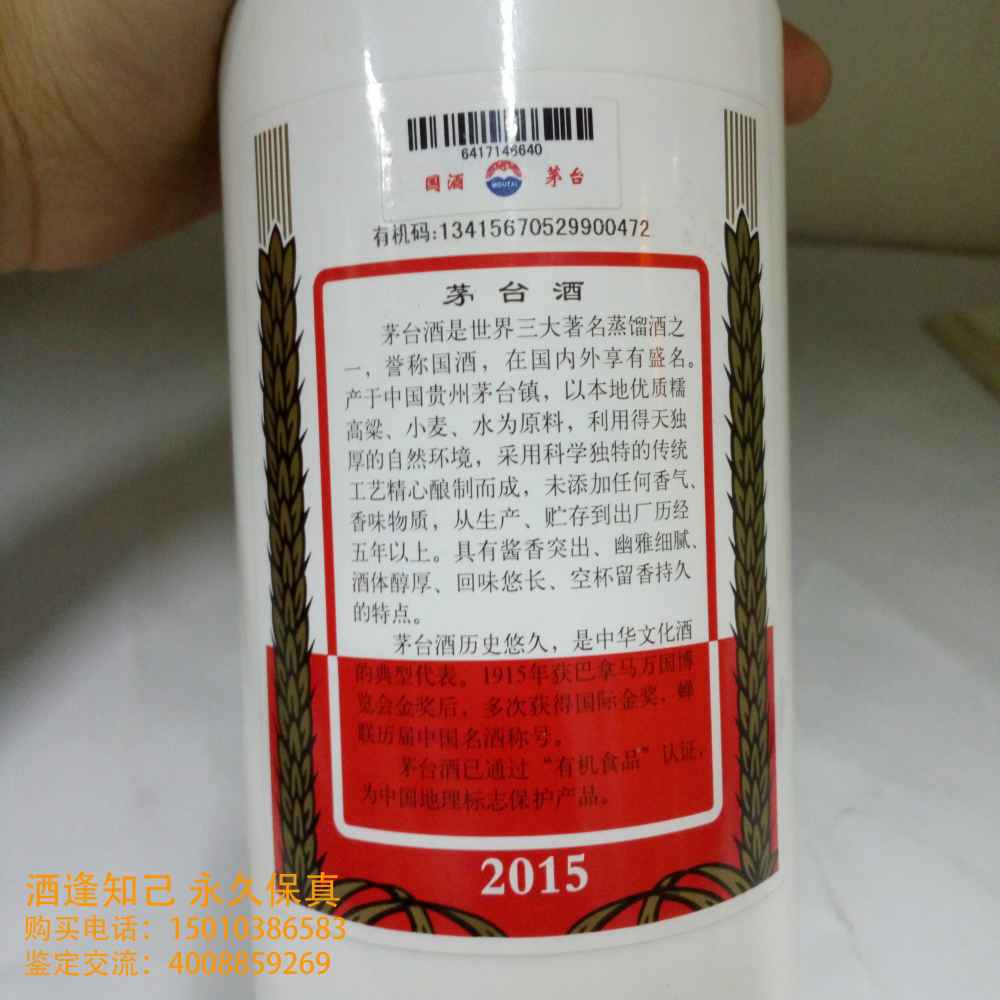 6417146640
国酒 MOUTAI 茅台
有机码:13415670529900472
茅台酒
茅台酒是世界三大著名蒸馏酒之
一，誉称国酒，在国内外享有盛名。
产于中国贵州茅台镇，以本地优质糯
高粱、小麦、水为原料，利用得天独
厚的自然环境，采用科学独特的传统
工艺精心酿制而成，未添加任何香气、
香味物质，从生产、贮存到出厂历经
五年以上。具有酱香突出、幽雅细腻、
酒体醇厚、回味悠长、空杯留香持久
的特点。
茅台酒历史悠久，是中华文化酒
的典型代表。1915年获巴拿马万国博
览会金奖后，多次获得国际金奖，蝉
联历届中国名酒称号。
茅台酒已通过“有机食品”认证，
为中国地理标志保护产品。
2015
酒逢知己 永久保真
购买电话：15010386583
鉴定交流：4008859269